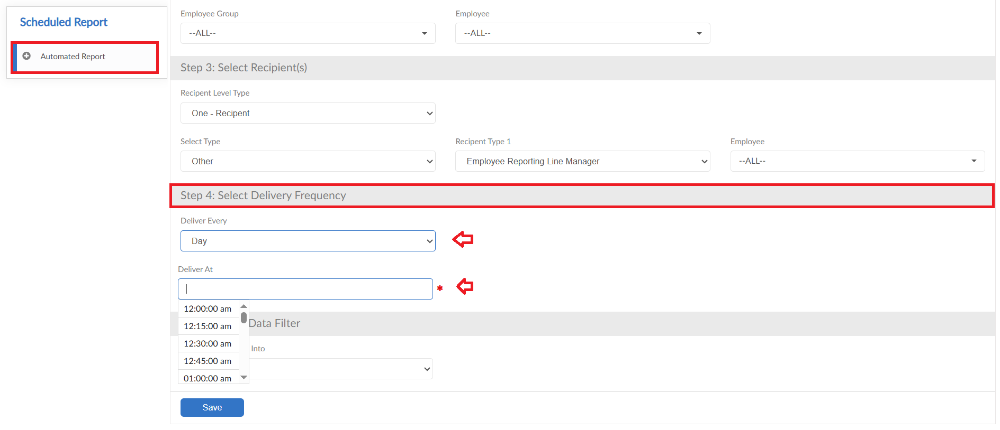 Scheduled Report
Automated Report
Employee Group
Employee
--ALL--
--ALL--
Step 3: Select Recipient(s)
Recipent Level Type
One - Recipent
Select Type
Recipent Type 1
Employee
Other
Employee Reporting Line Manager
--ALL--
Step 4: Select Delivery Frequency
Deliver Every
Day
Deliver At
*
12:00:00 am
12:15:00 am
12:30:00 am
12:45:00 am
01:00:00 am
Data Filter
Into
Save